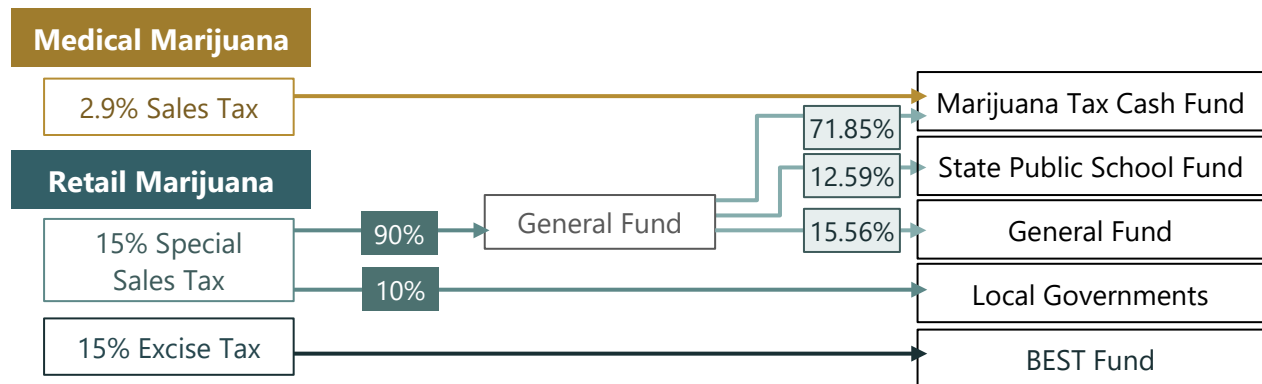 Medical Marijuana
2.9% Sales Tax
Marijuana Tax Cash Fund
71.85%
Retail Marijuana
12.59%
State Public School Fund
15% Special
Sales Tax
90%
General Fund
15.56%
General Fund
10%
Local Governments
15% Excise Tax
BEST Fund